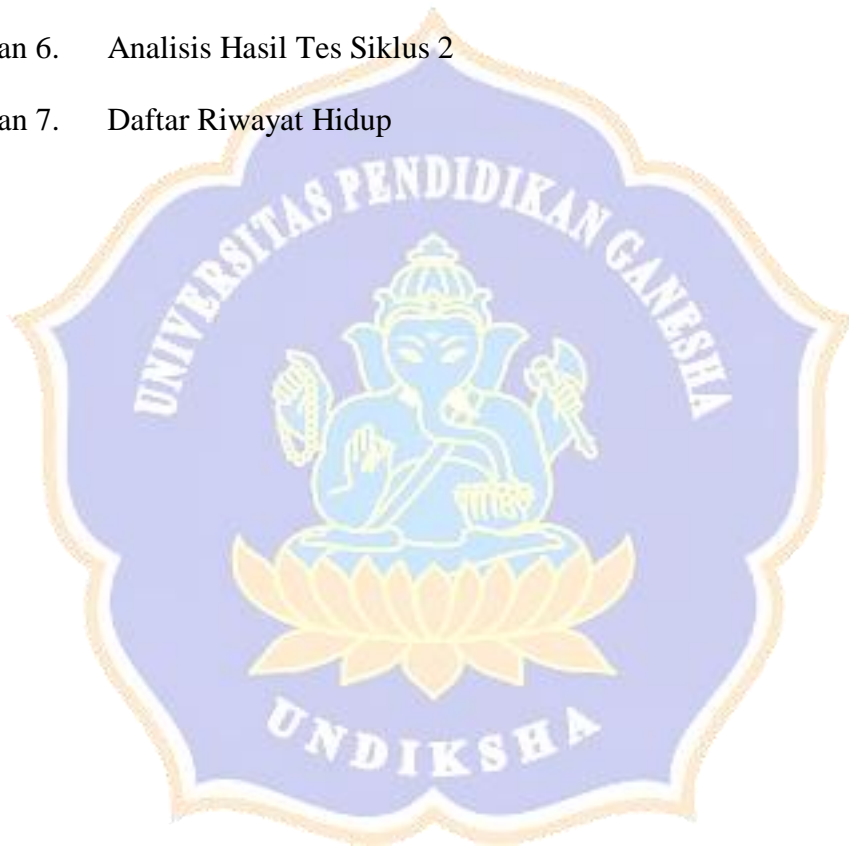 an 6. Analisis Hasil Tes Siklus 2
an 7. Daftar Riwayat Hidup
UNIVERSITAS PENDIDIKAN GANESHA
UNDIKSHA